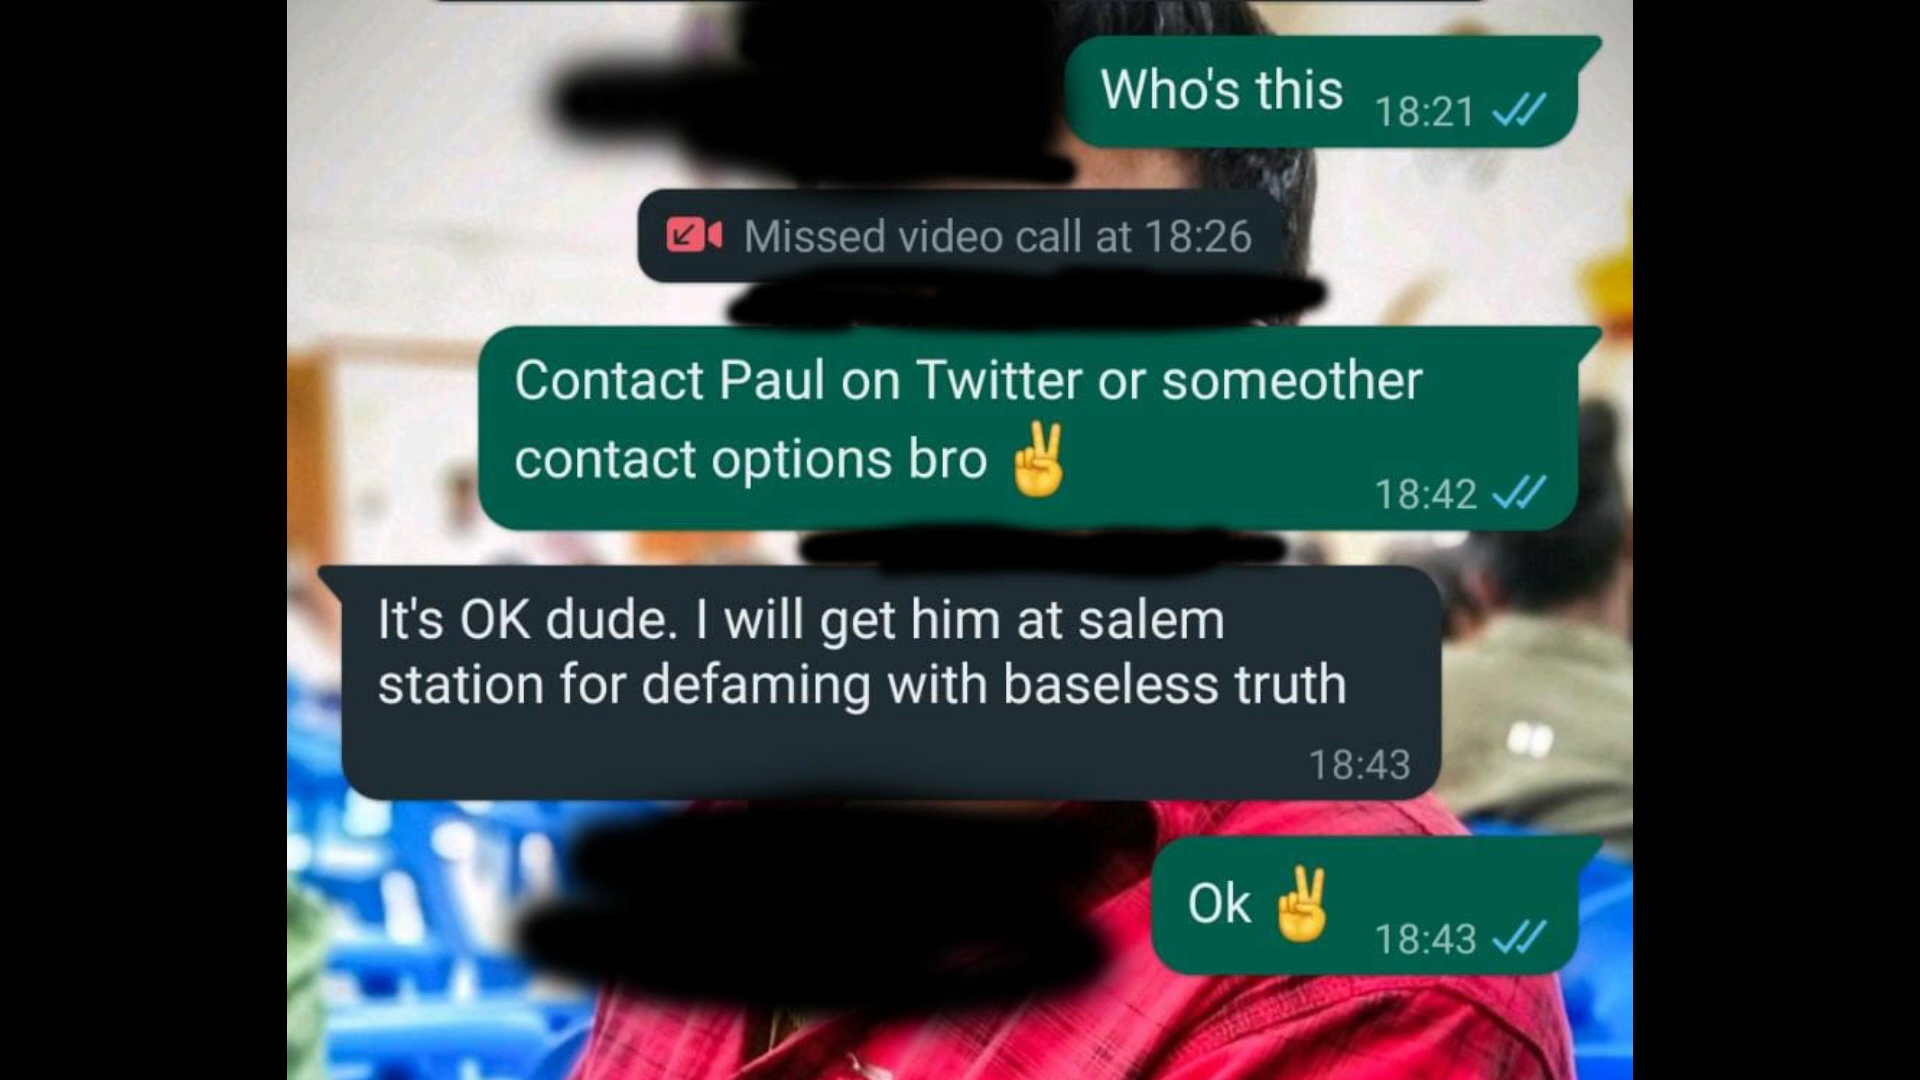 Who's this 18:21
Missed video call at 18:26
Contact Paul on Twitter or someother
contact options bro ✌️
18:42
It's OK dude. I will get him at salem
station for defaming with baseless truth
18:43
Ok ✌️ 18:43